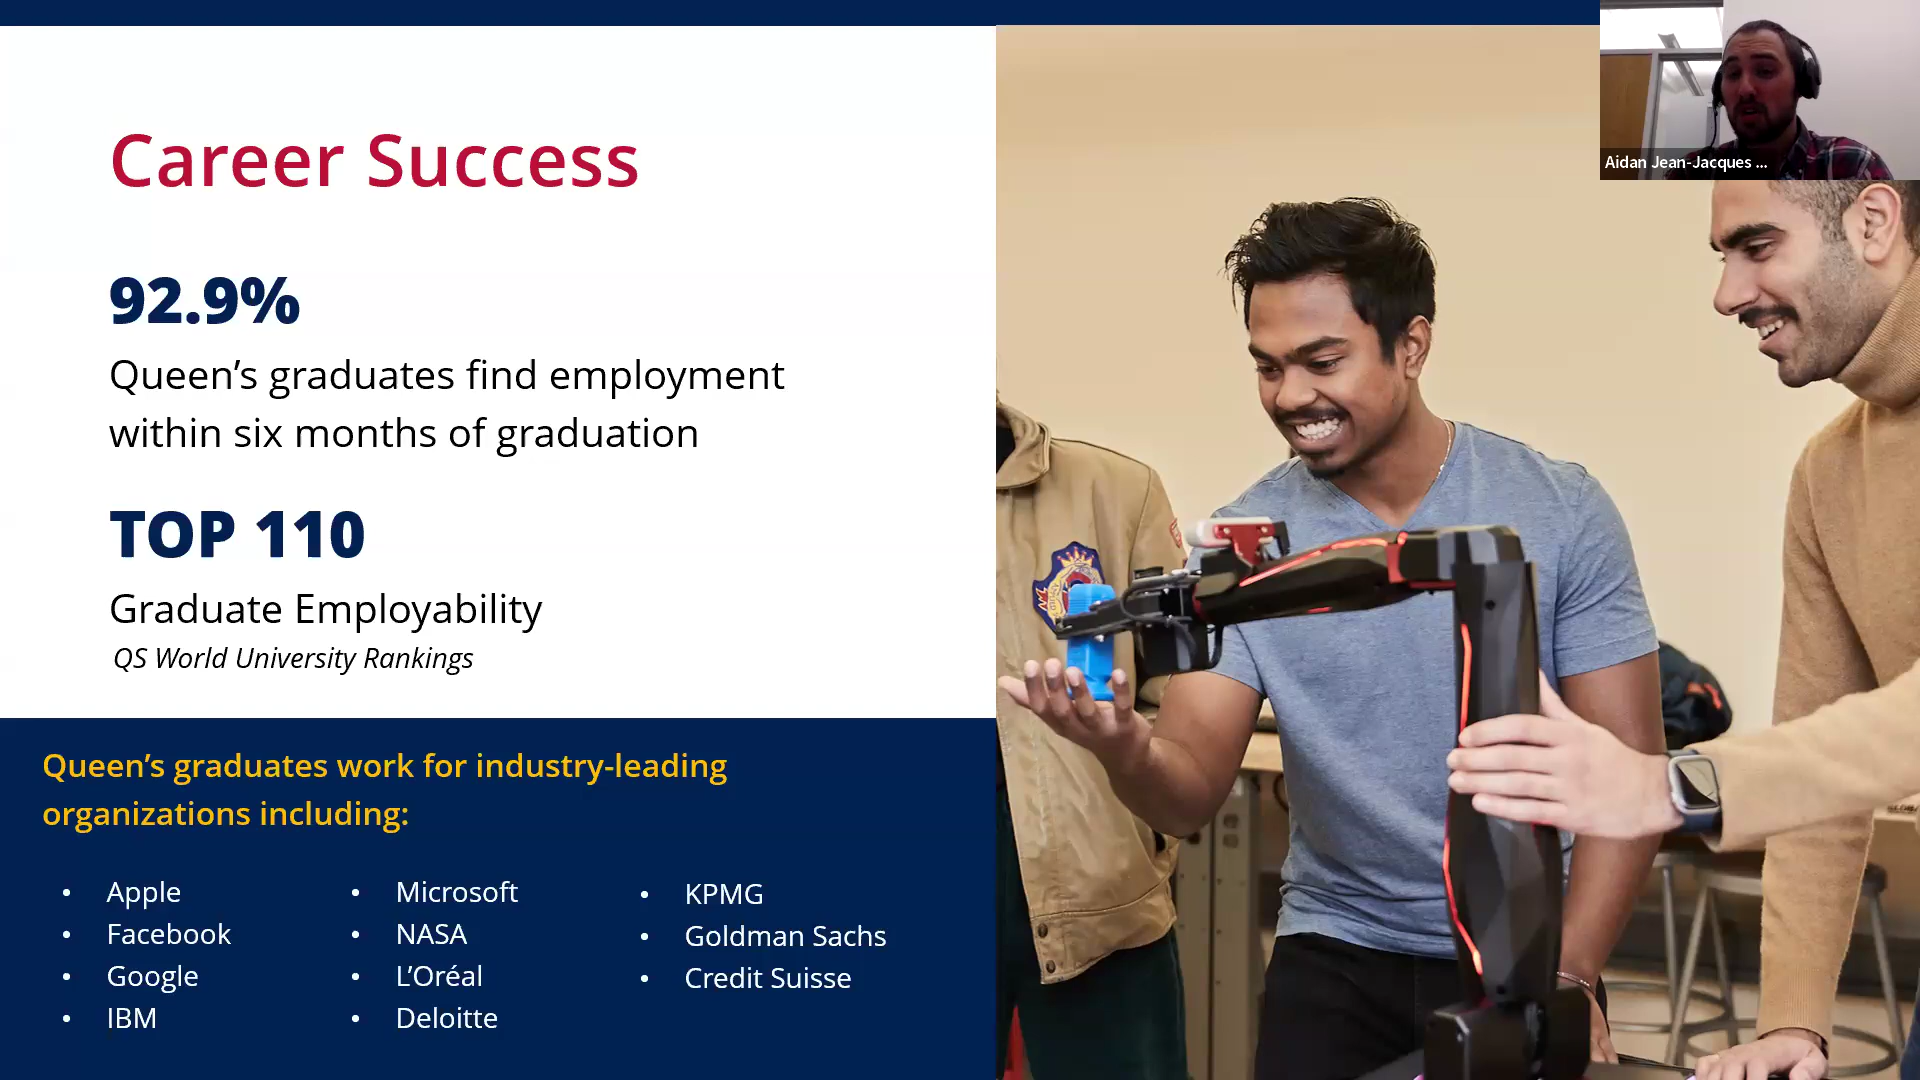 Career Success
92.9%
Queen’s graduates find employment
within six months of graduation
TOP 110
Graduate Employability
QS World University Rankings
Queen’s graduates work for industry-leading
organizations including:
• Apple
• Facebook
• Google
• IBM
• Microsoft
• NASA
• L’Oréal
• Deloitte
• KPMG
• Goldman Sachs
• Credit Suisse
Aidan Jean-Jacques ...